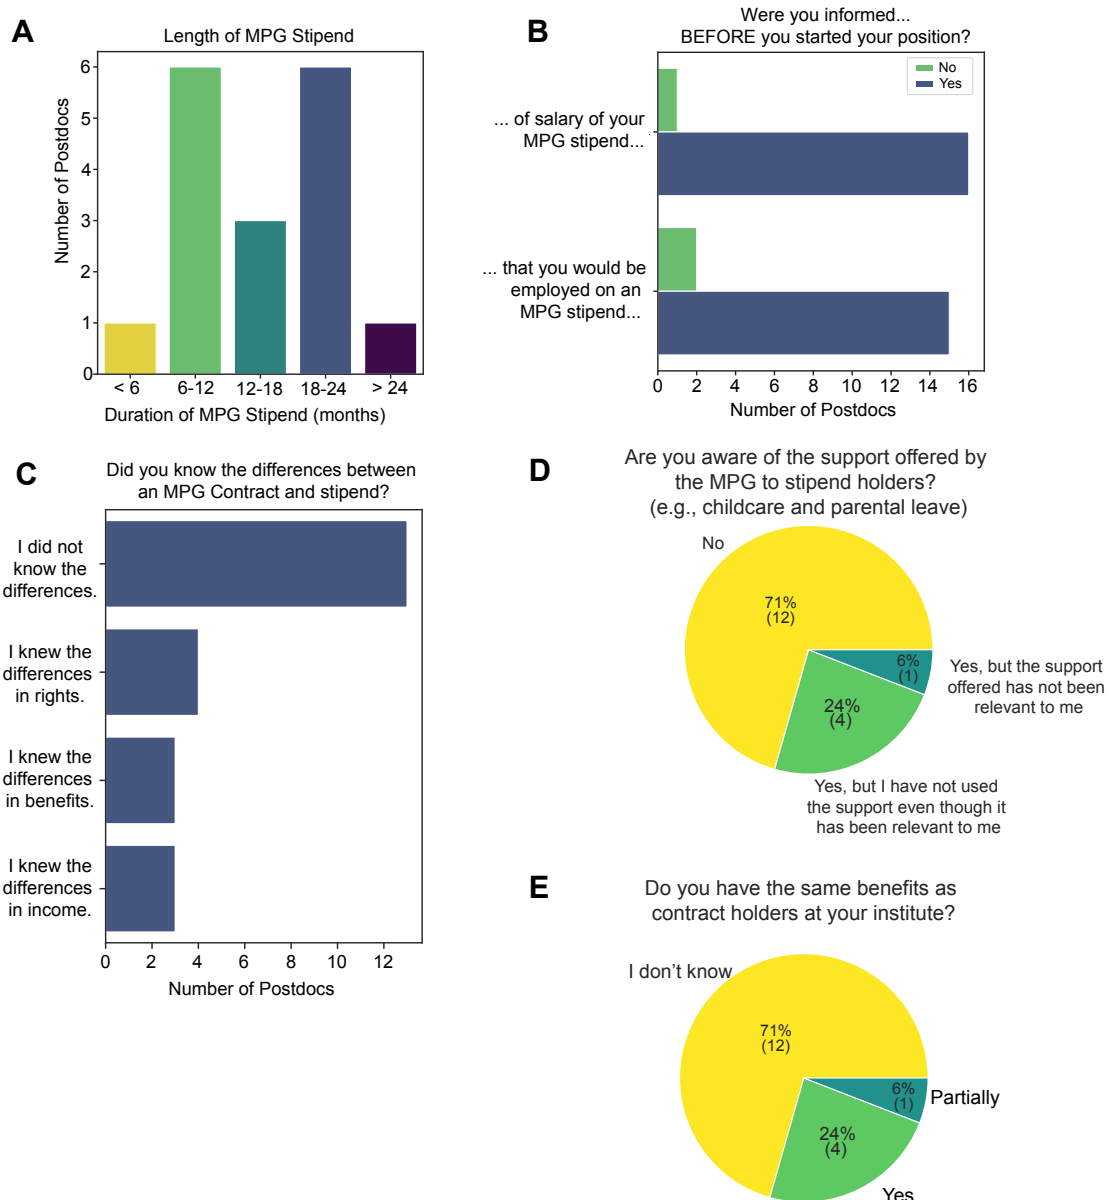 A
Length of MPG Stipend
Number of Postdocs
6
5
4
3
2
1
0
< 6
6-12
12-18
18-24
> 24
Duration of MPG Stipend (months)
B
Were you informed...
BEFORE you started your position?
No
Yes
... of salary of your
MPG stipend...
... that you would be
employed on an
MPG stipend...
0 2 4 6 8 10 12 14 16
Number of Postdocs
C
Did you know the differences between
an MPG Contract and stipend?
I did not
know the
differences.
I knew the
differences
in rights.
I knew the
differences
in benefits.
I knew the
differences
in income.
0 2 4 6 8 10 12
Number of Postdocs
D
Are you aware of the support offered by
the MPG to stipend holders?
(e.g., childcare and parental leave)
No
71%
(12)
6%
(1)
Yes, but the support
offered has not been
relevant to me
24%
(4)
Yes, but I have not used
the support even though it
has been relevant to me
E
Do you have the same benefits as
contract holders at your institute?
I don't know
71%
(12)
6%
(1)
Partially
24%
(4)
Yes